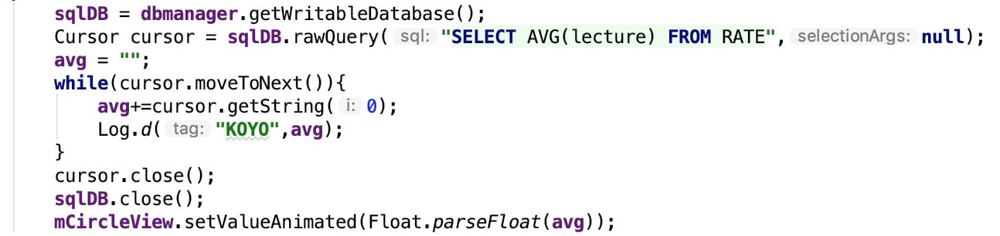 sqlDB = dbmanager.getWritableDatabase();
Cursor cursor = sqlDB.rawQuery( sql: "SELECT AVG(lecture) FROM RATE", selectionArgs: null);
avg = "";
while(cursor.moveToNext()){
avg+=cursor.getString( i: 0);
Log.d( tag: "KOYO",avg);
}
cursor.close();
sqlDB.close();
mCircleView.setValueAnimated(Float.parseFloat(avg));